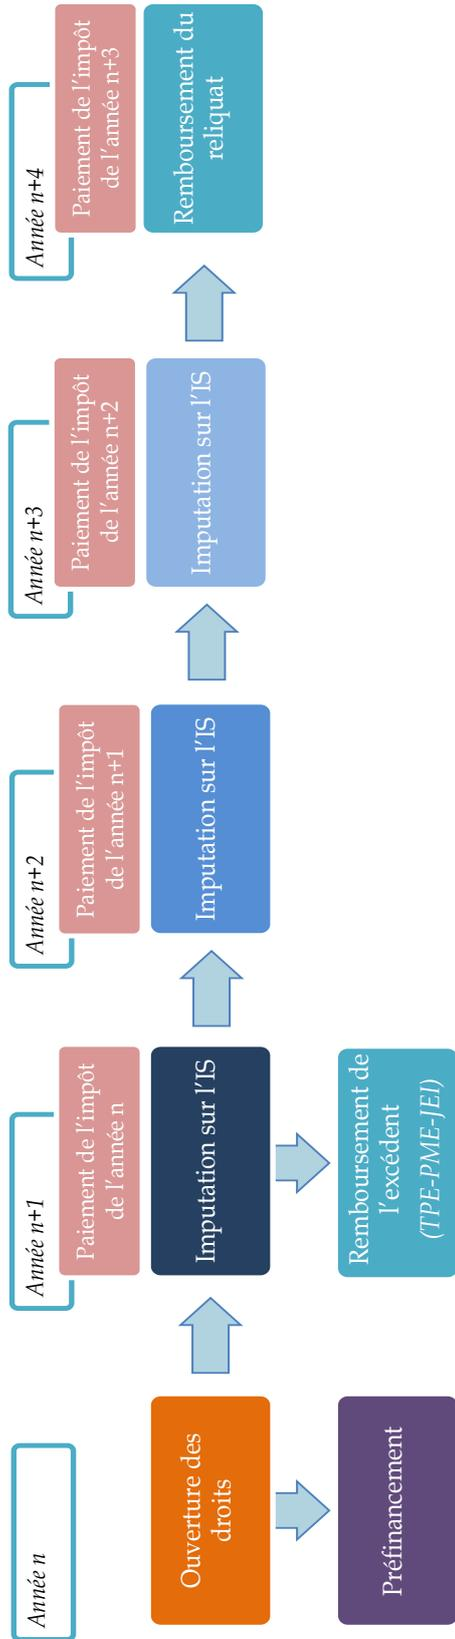 Année n
Ouverture des
droits
Préfinancement
Année n+1
Paiement de l'impôt
de l'année n
Imputation sur l'IS
Remboursement de
l'excédent
(TPE-PME-JEI)
Année n+2
Paiement de l'impôt
de l'année n+1
Imputation sur l'IS
Année n+3
Paiement de l'impôt
de l'année n+2
Imputation sur l'IS
Année n+4
Paiement de l'impôt
de l'année n+3
Remboursement du
reliquat